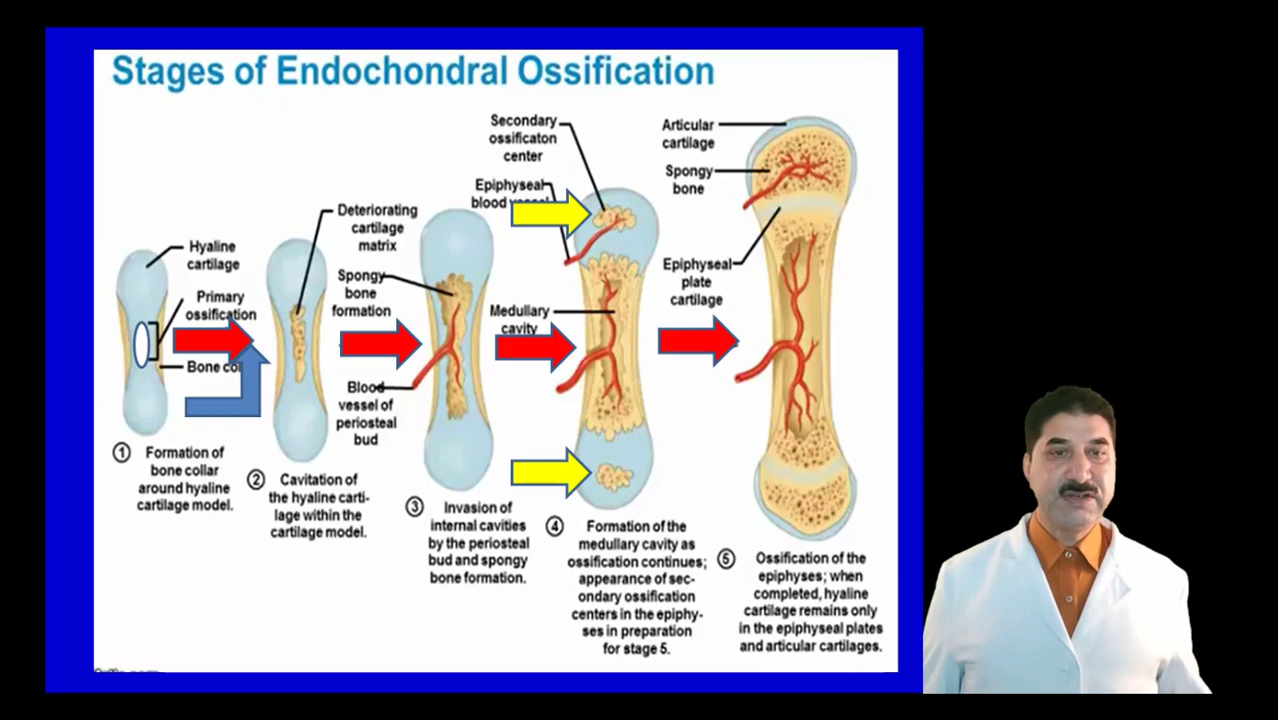 Stages of Endochondral Ossification
Secondary
ossificaton
center
Epiphyseal
blood
Articular
cartilage
Spongy
bone
Deteriorating
cartilage
matrix
Hyaline
cartilage
Spongy
bone
formation
Epiphyseal
plate
cartilage
Primary
ossification
Medullary
cavity
Bone
Blood
vessel of
periosteal
bud
1 Formation of
bone collar
around hyaline
cartilage model.
2 Cavitation of
the hyaline carti-
lage within the
cartilage model.
3 Invasion of
internal cavities
by the periosteal
bud and spongy
bone formation.
4 Formation of the
medullary cavity as
ossification continues;
appearance of sec-
ondary ossification
centers in the epiphy-
ses in preparation
for stage 5.
5 Ossification of the
epiphyses; when
completed, hyaline
cartilage remains only
in the epiphyseal plates
and articular cartilages.